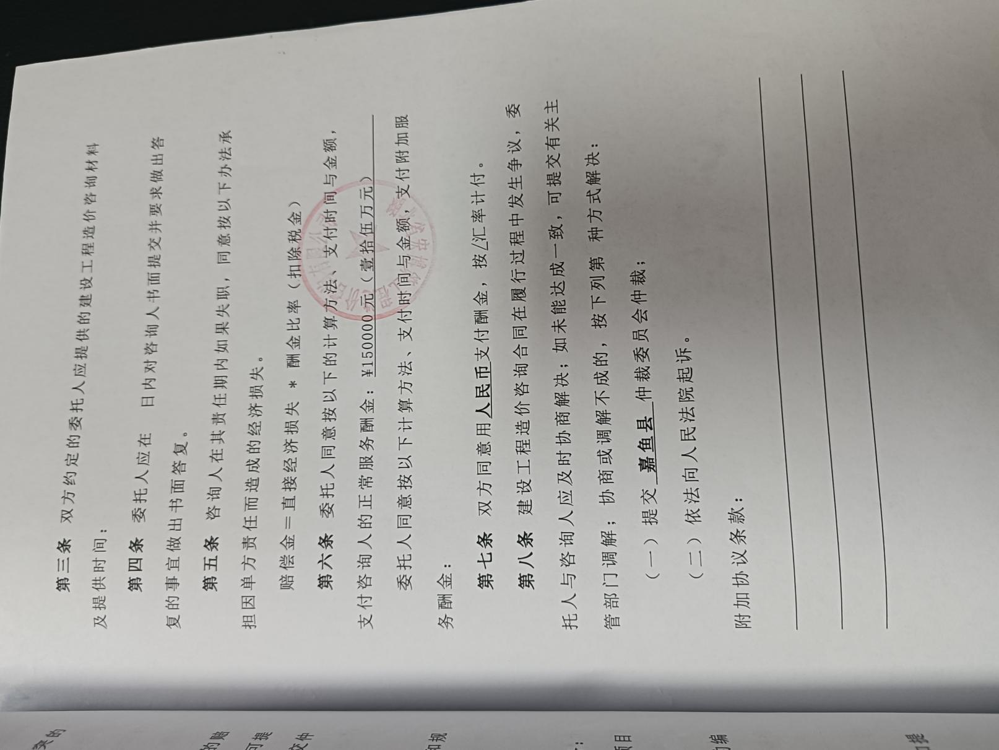 第三条 双方约定的委托人应提供的建设工程造价咨询材料
及提供时间：
第四条 委托人应在 日内对咨询人书面提交并要求做出答
复的事宜做出书面答复。
第五条 咨询人在其责任期内如果失职，同意按以下办法承
担因单方责任而造成的经济损失。
赔偿金＝直接经济损失 * 酬金比率（扣除税金）
第六条 委托人同意按以下的计算方法、支付时间与金额，
支付咨询人的正常服务酬金：¥150000元（壹拾伍万元）
委托人同意按以下计算方法、支付时间与金额，支付附加服
务酬金：
第七条 双方同意用人民币支付酬金，按/汇率计付。
第八条 建设工程造价咨询合同在履行过程中发生争议，委
托人与咨询人应及时协商解决；如未能达成一致，可提交有关主
管部门调解；协商或调解不成的，按下列第 种方式解决：
（一）提交 嘉鱼县 仲裁委员会仲裁；
（二）依法向人民法院起诉。
附加协议条款：
的赔
可提
交仲
和规
项目
的编